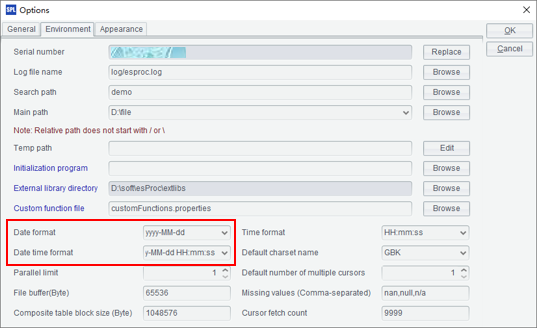 SPL Options
General Environment Appearance
OK
Cancel
Serial number Replace
Log file name log/esproc.log Browse
Search path demo Browse
Main path D:\file Browse
Note: Relative path does not start with / or \
Temp path Edit
Initialization program Browse
External library directory D:\soft\esProc\extlibs Browse
Custom function file customFunctions.properties Browse
Date format yyyy-MM-dd Time format HH:mm:ss
Date time format y-MM-dd HH:mm:ss Default charset name GBK
Parallel limit 1 Default number of multiple cursors 1
File buffer(Byte) 65536 Missing values (Comma-separated) nan,null,n/a
Composite table block size (Byte) 1048576 Cursor fetch count 9999